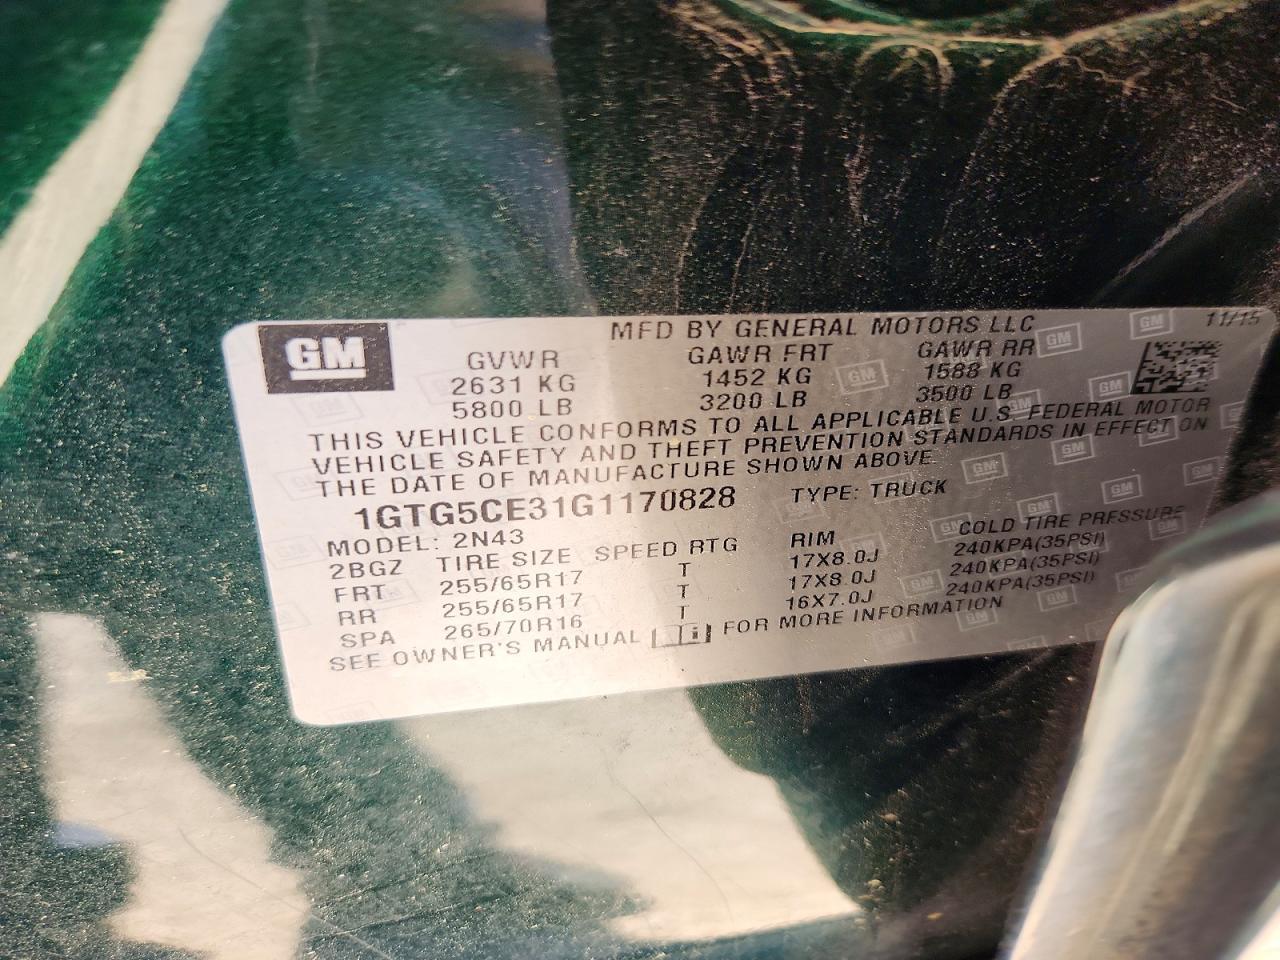 GM
MFD BY GENERAL MOTORS LLC 11/15
GVWR GAWR FRT GAWR RR
2631 KG 1452 KG 1588 KG
5800 LB 3200 LB 3500 LB
THIS VEHICLE CONFORMS TO ALL APPLICABLE U.S. FEDERAL MOTOR
VEHICLE SAFETY AND THEFT PREVENTION STANDARDS IN EFFECT ON
THE DATE OF MANUFACTURE SHOWN ABOVE.
1GTG5CE31G1170828 TYPE: TRUCK
MODEL: 2N43
2BGZ TIRE SIZE SPEED RTG RIM COLD TIRE PRESSURE
FRT 255/65R17 T 17X8.0J 240KPA(35PSI)
RR 255/65R17 T 17X8.0J 240KPA(35PSI)
SPA 265/70R16 T 16X7.0J 240KPA(35PSI)
SEE OWNER'S MANUAL i FOR MORE INFORMATION